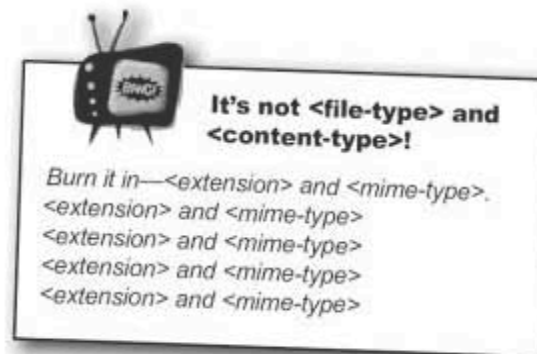 BANG!
It's not <file-type> and
<content-type>!
Burn it in—<extension> and <mime-type>.
<extension> and <mime-type>
<extension> and <mime-type>
<extension> and <mime-type>
<extension> and <mime-type>